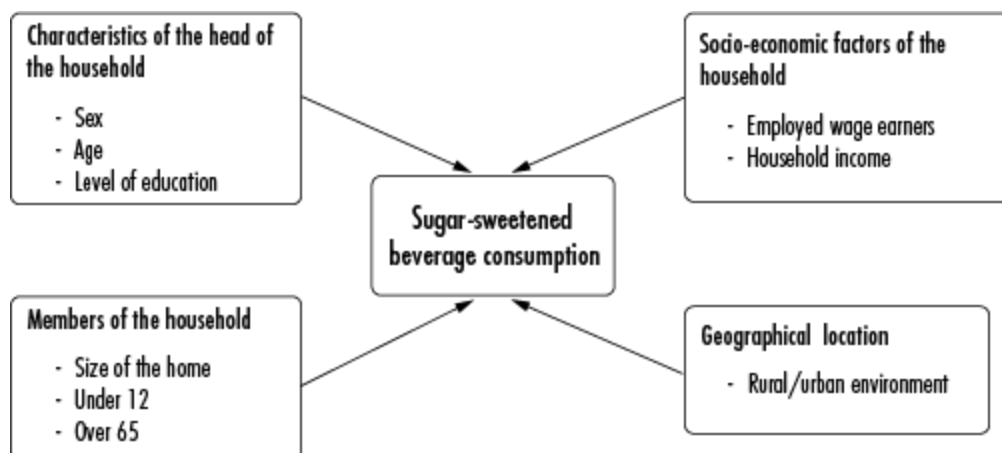 Characteristics of the head of
the household
- Sex
- Age
- Level of education
Socio-economic factors of the
household
- Employed wage earners
- Household income
Sugar-sweetened
beverage consumption
Members of the household
- Size of the home
- Under 12
- Over 65
Geographical location
- Rural/urban environment